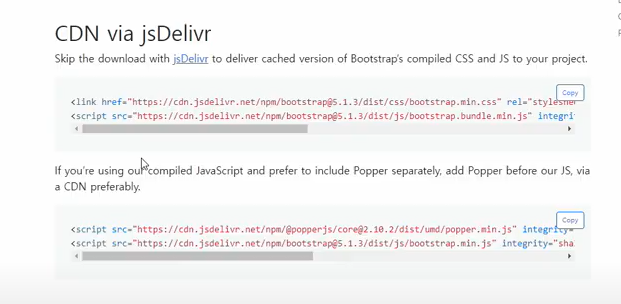 CDN via jsDelivr
Skip the download with jsDelivr to deliver cached version of Bootstrap's compiled CSS and JS to your project.
Copy
<link href="https://cdn.jsdelivr.net/npm/bootstrap@5.1.3/dist/css/bootstrap.min.css" rel="styleshe
<script src="https://cdn.jsdelivr.net/npm/bootstrap@5.1.3/dist/js/bootstrap.bundle.min.js" integri
If you're using our compiled JavaScript and prefer to include Popper separately, add Popper before our JS, via
a CDN preferably.
Copy
<script src="https://cdn.jsdelivr.net/npm/@popperjs/core@2.10.2/dist/umd/popper.min.js" integrity=
<script src="https://cdn.jsdelivr.net/npm/bootstrap@5.1.3/dist/js/bootstrap.min.js" integrity="sha